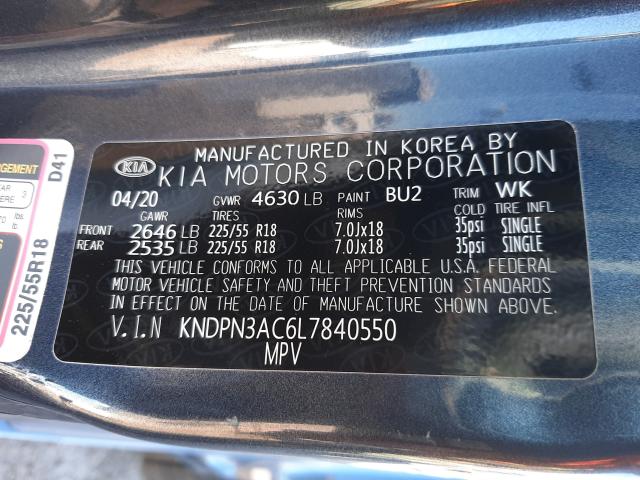 MANUFACTURED IN KOREA BY
KIA KIA MOTORS CORPORATION
04/20 GVWR 4630 LB PAINT BU2 TRIM WK
GAWR TIRES RIMS COLD TIRE INFL
FRONT 2646 LB 225/55 R18 7.0Jx18 35psi SINGLE
REAR 2535 LB 225/55 R18 7.0Jx18 35psi SINGLE
THIS VEHICLE CONFORMS TO ALL APPLICABLE U.S.A. FEDERAL
MOTOR VEHICLE SAFETY AND THEFT PREVENTION STANDARDS
IN EFFECT ON THE DATE OF MANUFACTURE SHOWN ABOVE.
V.I.N KNDPN3AC6L7840550
MPV
D41
225/55R18